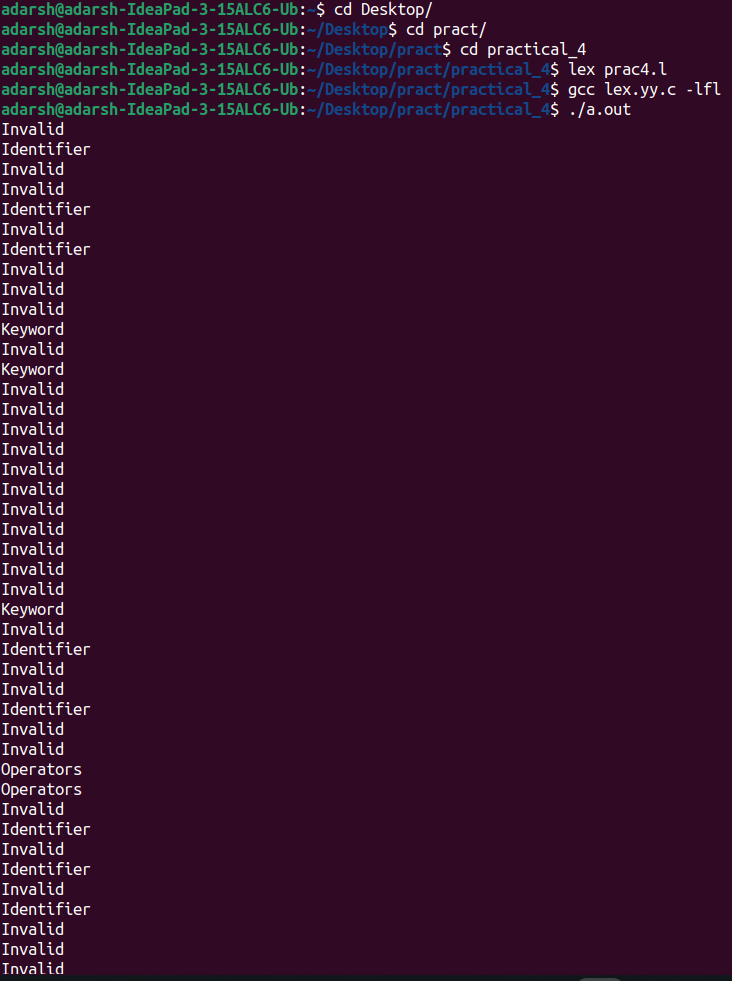 adarsh@adarsh-IdeaPad-3-15ALC6-Ub:~$ cd Desktop/
adarsh@adarsh-IdeaPad-3-15ALC6-Ub:~/Desktop$ cd pract/
adarsh@adarsh-IdeaPad-3-15ALC6-Ub:~/Desktop/pract$ cd practical_4
adarsh@adarsh-IdeaPad-3-15ALC6-Ub:~/Desktop/pract/practical_4$ lex prac4.l
adarsh@adarsh-IdeaPad-3-15ALC6-Ub:~/Desktop/pract/practical_4$ gcc lex.yy.c -lfl
adarsh@adarsh-IdeaPad-3-15ALC6-Ub:~/Desktop/pract/practical_4$ ./a.out
Invalid
Identifier
Invalid
Invalid
Identifier
Invalid
Identifier
Invalid
Invalid
Invalid
Keyword
Invalid
Keyword
Invalid
Invalid
Invalid
Invalid
Invalid
Invalid
Invalid
Invalid
Invalid
Invalid
Invalid
Keyword
Invalid
Identifier
Invalid
Invalid
Identifier
Invalid
Invalid
Operators
Operators
Invalid
Identifier
Invalid
Identifier
Invalid
Identifier
Invalid
Invalid
Invalid